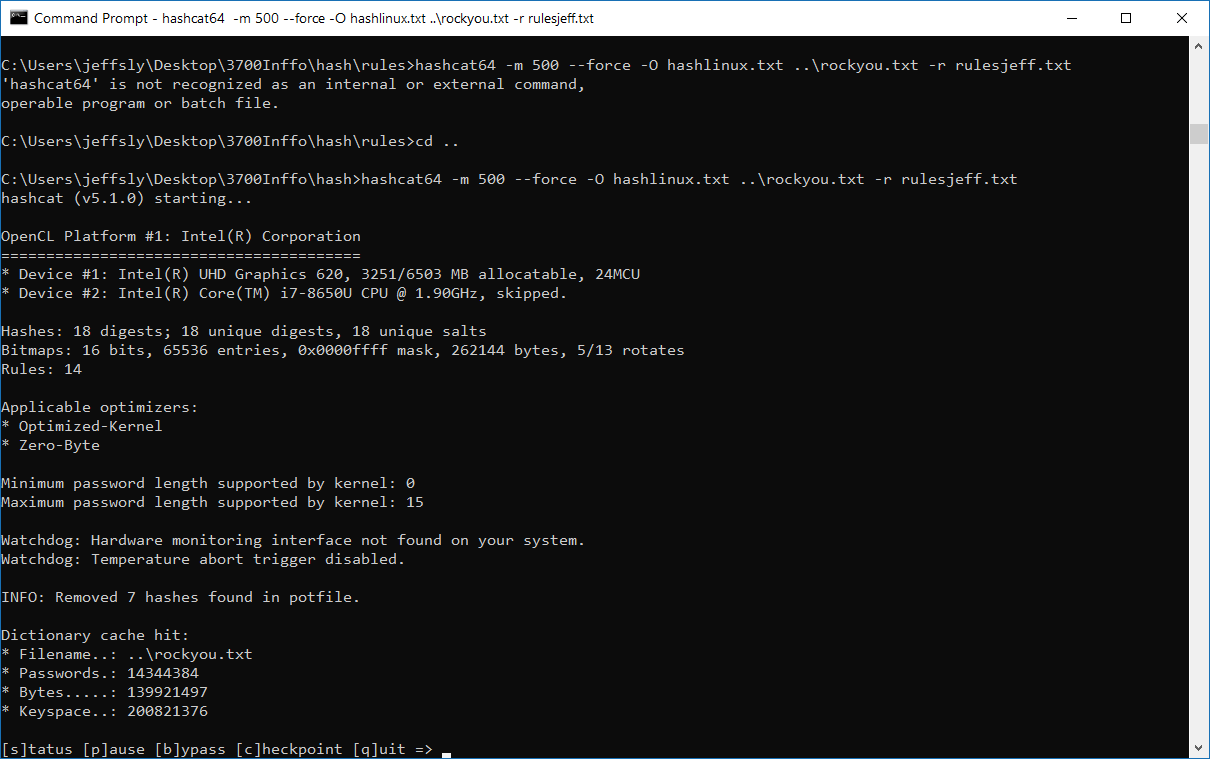 Command Prompt - hashcat64  -m 500 --force -O hashlinux.txt ..\rockyou.txt -r rulesjeff.txt
C:\Users\jeffsly\Desktop\3700Inffo\hash\rules>hashcat64 -m 500 --force -O hashlinux.txt ..\rockyou.txt -r rulesjeff.txt
'hashcat64' is not recognized as an internal or external command,
operable program or batch file.
C:\Users\jeffsly\Desktop\3700Inffo\hash\rules>cd ..
C:\Users\jeffsly\Desktop\3700Inffo\hash>hashcat64 -m 500 --force -O hashlinux.txt ..\rockyou.txt -r rulesjeff.txt
hashcat (v5.1.0) starting...
OpenCL Platform #1: Intel(R) Corporation
========================================
* Device #1: Intel(R) UHD Graphics 620, 3251/6503 MB allocatable, 24MCU
* Device #2: Intel(R) Core(TM) i7-8650U CPU @ 1.90GHz, skipped.
Hashes: 18 digests; 18 unique digests, 18 unique salts
Bitmaps: 16 bits, 65536 entries, 0x0000ffff mask, 262144 bytes, 5/13 rotates
Rules: 14
Applicable optimizers:
* Optimized-Kernel
* Zero-Byte
Minimum password length supported by kernel: 0
Maximum password length supported by kernel: 15
Watchdog: Hardware monitoring interface not found on your system.
Watchdog: Temperature abort trigger disabled.
INFO: Removed 7 hashes found in potfile.
Dictionary cache hit:
* Filename..: ..\rockyou.txt
* Passwords.: 14344384
* Bytes.....: 139921497
* Keyspace..: 200821376
[s]tatus [p]ause [b]ypass [c]heckpoint [q]uit =>